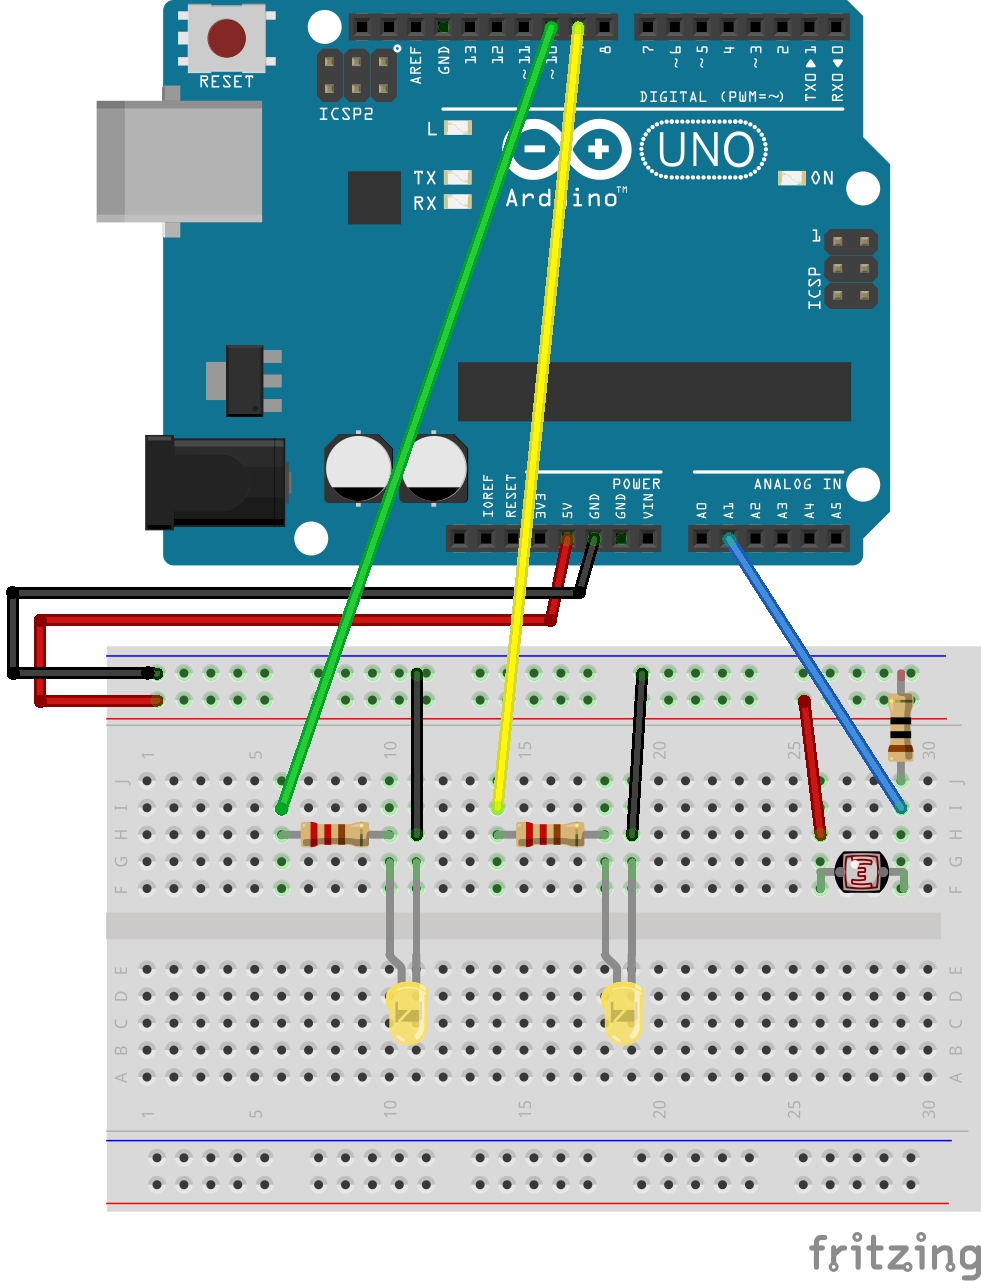 RESET
ICSP2
AREF
GND
13
12
~11
~10
8
7
~6
~5
4
~3
2
TX0 1
RX0 0
DIGITAL (PWM=~)
L
TX
RX
Arduino™
UNO
ON
1
ICSP
IOREF
RESET
3V3
5V
GND
GND
VIN
POWER
A0
A1
A2
A3
A4
A5
ANALOG IN
1 5 10 15 20 25 30
J J
I I
H H
G G
F F
E E
D D
C C
B B
A A
1 5 10 15 20 25 30
fritzing